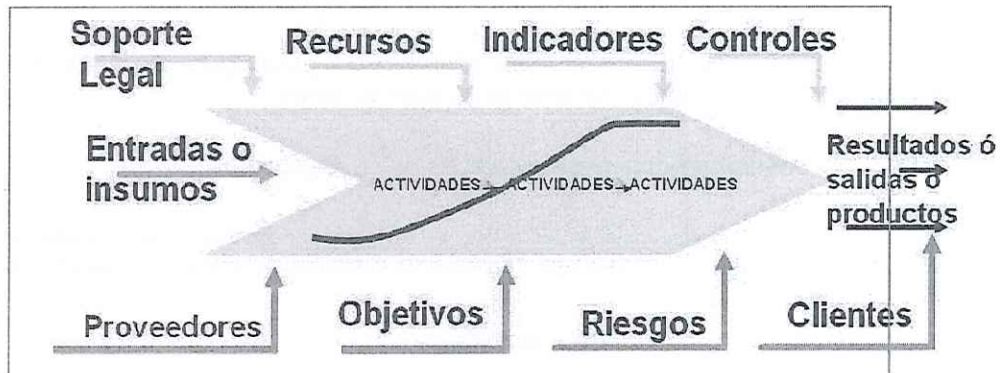 Soporte
Legal
Recursos
Indicadores
Controles
Entradas o
insumos
ACTIVIDADES ACTIVIDADES ACTIVIDADES
Resultados ó
salidas o
productos
Proveedores
Objetivos
Riesgos
Clientes